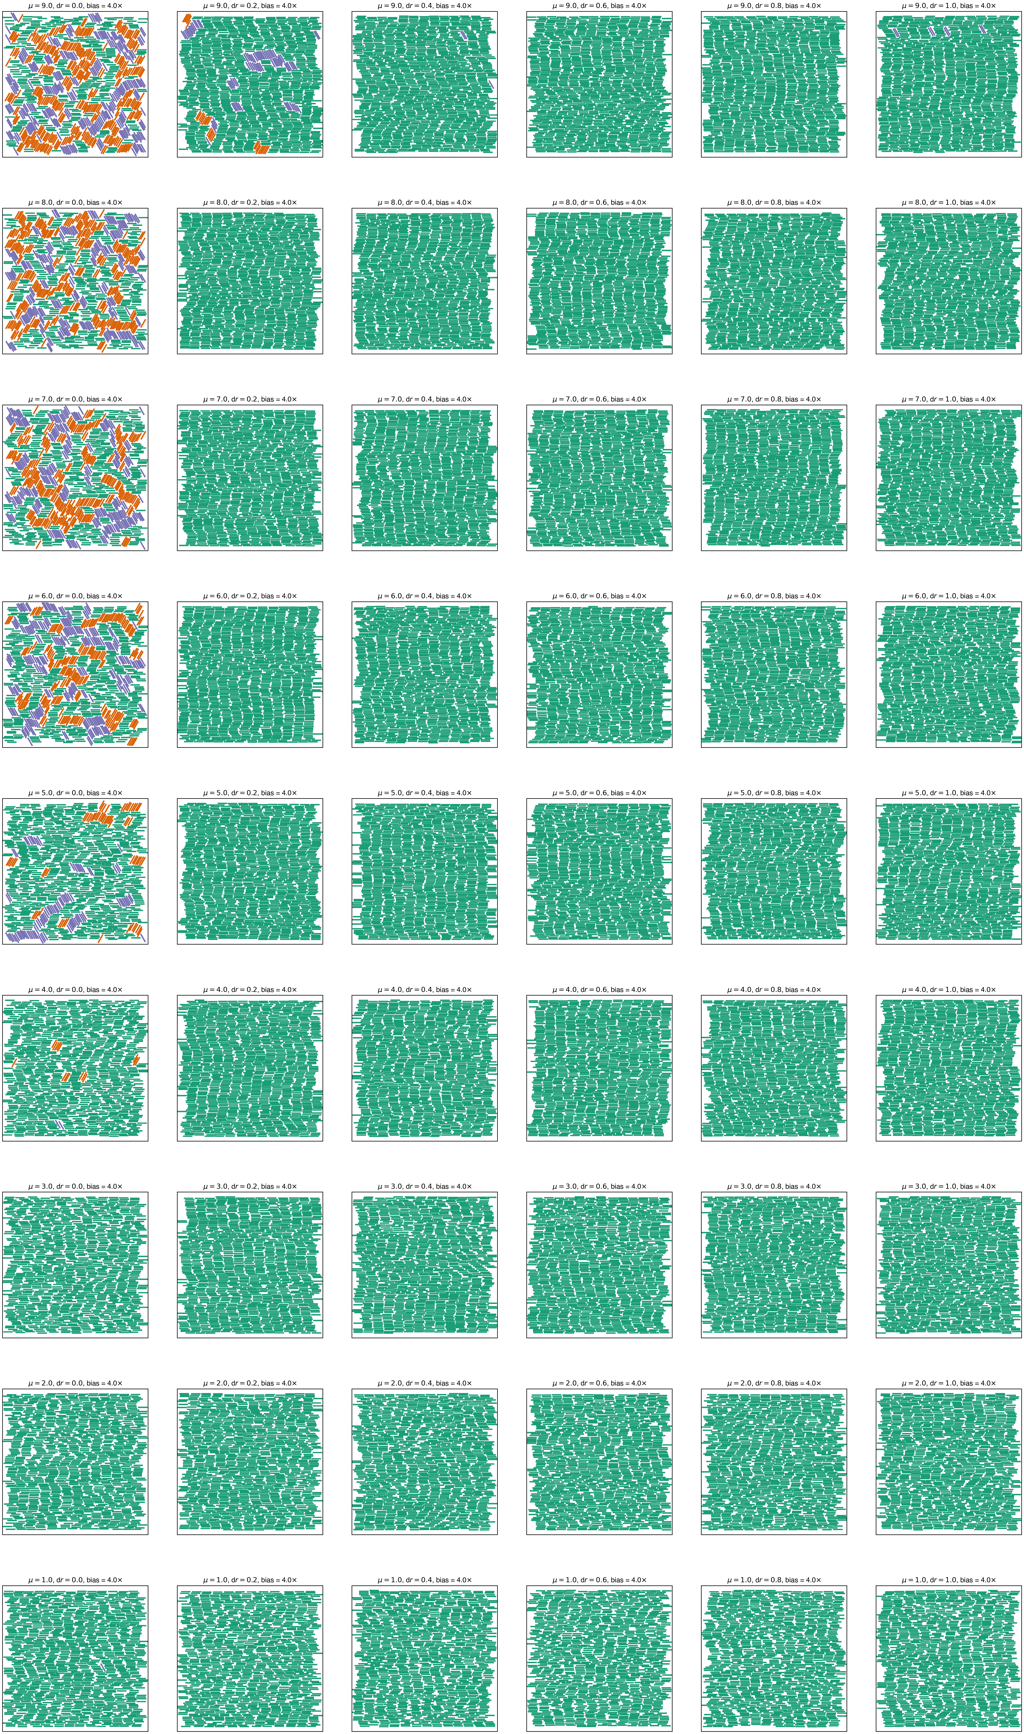 μ = 9.0, dr = 0.0, bias = 4.0×
μ = 9.0, dr = 0.2, bias = 4.0×
μ = 9.0, dr = 0.4, bias = 4.0×
μ = 9.0, dr = 0.6, bias = 4.0×
μ = 9.0, dr = 0.8, bias = 4.0×
μ = 9.0, dr = 1.0, bias = 4.0×
μ = 8.0, dr = 0.0, bias = 4.0×
μ = 8.0, dr = 0.2, bias = 4.0×
μ = 8.0, dr = 0.4, bias = 4.0×
μ = 8.0, dr = 0.6, bias = 4.0×
μ = 8.0, dr = 0.8, bias = 4.0×
μ = 8.0, dr = 1.0, bias = 4.0×
μ = 7.0, dr = 0.0, bias = 4.0×
μ = 7.0, dr = 0.2, bias = 4.0×
μ = 7.0, dr = 0.4, bias = 4.0×
μ = 7.0, dr = 0.6, bias = 4.0×
μ = 7.0, dr = 0.8, bias = 4.0×
μ = 7.0, dr = 1.0, bias = 4.0×
μ = 6.0, dr = 0.0, bias = 4.0×
μ = 6.0, dr = 0.2, bias = 4.0×
μ = 6.0, dr = 0.4, bias = 4.0×
μ = 6.0, dr = 0.6, bias = 4.0×
μ = 6.0, dr = 0.8, bias = 4.0×
μ = 6.0, dr = 1.0, bias = 4.0×
μ = 5.0, dr = 0.0, bias = 4.0×
μ = 5.0, dr = 0.2, bias = 4.0×
μ = 5.0, dr = 0.4, bias = 4.0×
μ = 5.0, dr = 0.6, bias = 4.0×
μ = 5.0, dr = 0.8, bias = 4.0×
μ = 5.0, dr = 1.0, bias = 4.0×
μ = 4.0, dr = 0.0, bias = 4.0×
μ = 4.0, dr = 0.2, bias = 4.0×
μ = 4.0, dr = 0.4, bias = 4.0×
μ = 4.0, dr = 0.6, bias = 4.0×
μ = 4.0, dr = 0.8, bias = 4.0×
μ = 4.0, dr = 1.0, bias = 4.0×
μ = 3.0, dr = 0.0, bias = 4.0×
μ = 3.0, dr = 0.2, bias = 4.0×
μ = 3.0, dr = 0.4, bias = 4.0×
μ = 3.0, dr = 0.6, bias = 4.0×
μ = 3.0, dr = 0.8, bias = 4.0×
μ = 3.0, dr = 1.0, bias = 4.0×
μ = 2.0, dr = 0.0, bias = 4.0×
μ = 2.0, dr = 0.2, bias = 4.0×
μ = 2.0, dr = 0.4, bias = 4.0×
μ = 2.0, dr = 0.6, bias = 4.0×
μ = 2.0, dr = 0.8, bias = 4.0×
μ = 2.0, dr = 1.0, bias = 4.0×
μ = 1.0, dr = 0.0, bias = 4.0×
μ = 1.0, dr = 0.2, bias = 4.0×
μ = 1.0, dr = 0.4, bias = 4.0×
μ = 1.0, dr = 0.6, bias = 4.0×
μ = 1.0, dr = 0.8, bias = 4.0×
μ = 1.0, dr = 1.0, bias = 4.0×